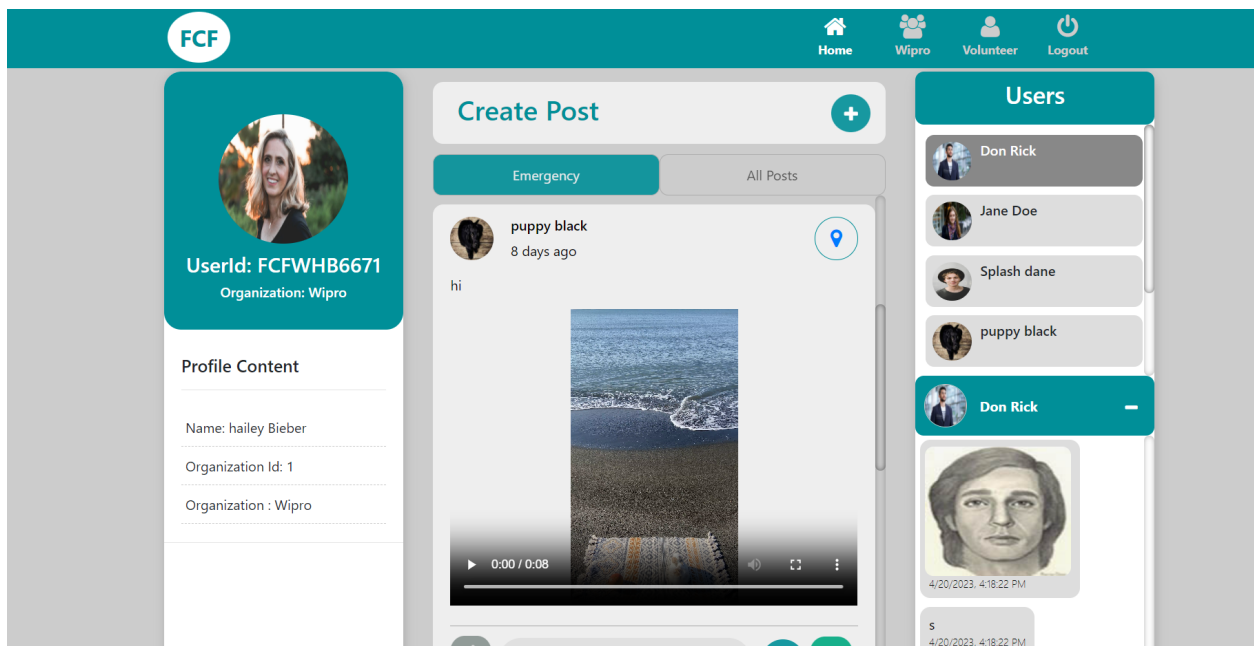 FCF
Home
Wipro
Volunteer
Logout
UserId: FCFWHB6671
Organization: Wipro
Profile Content
Name: hailey Bieber
Organization Id: 1
Organization : Wipro
Create Post
Emergency
All Posts
puppy black
8 days ago
hi
0:00 / 0:08
Users
Don Rick
Jane Doe
Splash dane
puppy black
Don Rick
4/20/2023, 4:18:22 PM
s
4/20/2023, 4:18:22 PM